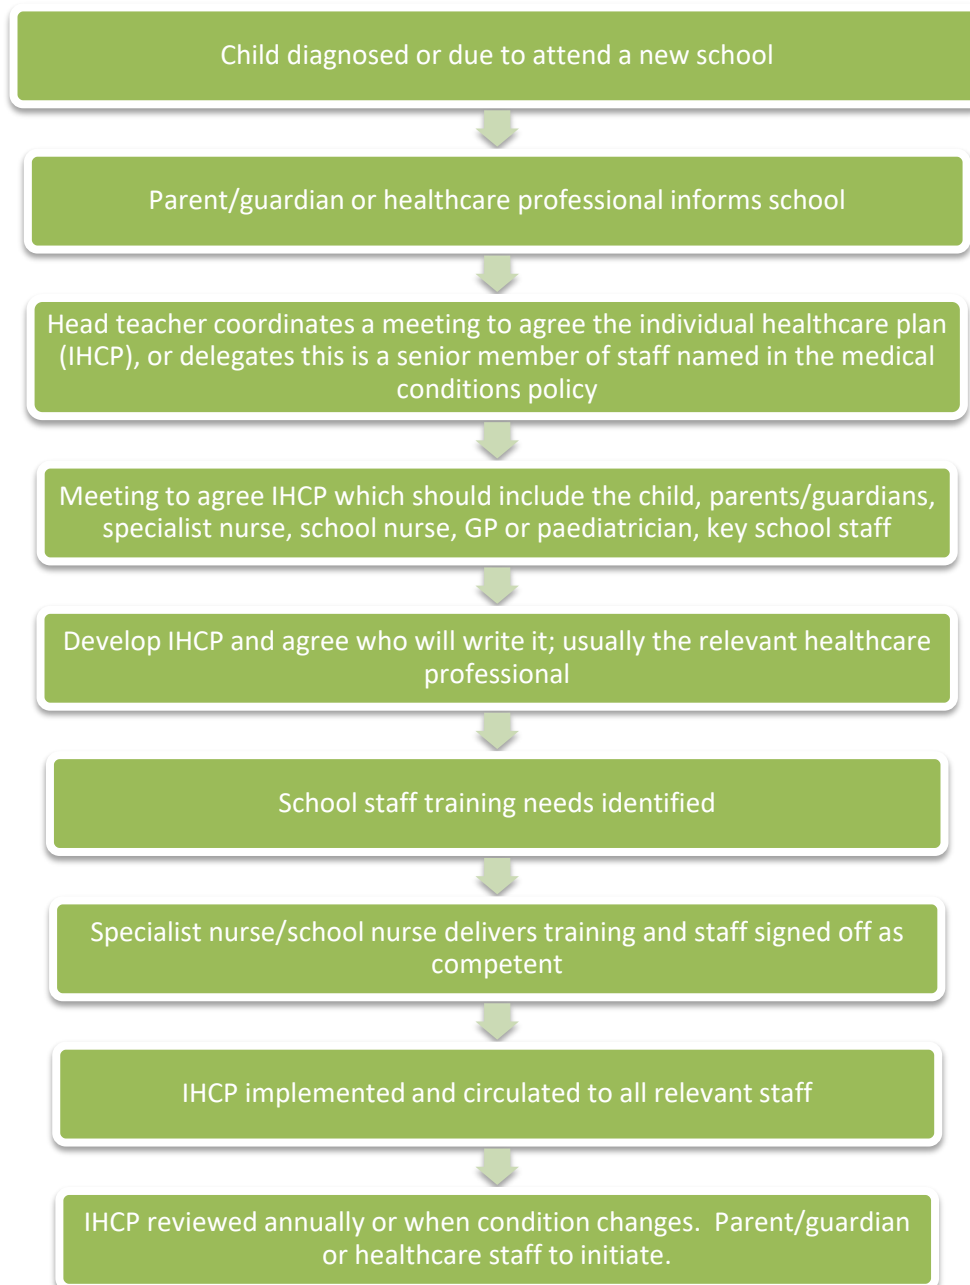 Child diagnosed or due to attend a new school
Parent/guardian or healthcare professional informs school
Head teacher coordinates a meeting to agree the individual healthcare plan
(IHCP), or delegates this is a senior member of staff named in the medical
conditions policy
Meeting to agree IHCP which should include the child, parents/guardians,
specialist nurse, school nurse, GP or paediatrician, key school staff
Develop IHCP and agree who will write it; usually the relevant healthcare
professional
School staff training needs identified
Specialist nurse/school nurse delivers training and staff signed off as
competent
IHCP implemented and circulated to all relevant staff
IHCP reviewed annually or when condition changes.  Parent/guardian
or healthcare staff to initiate.